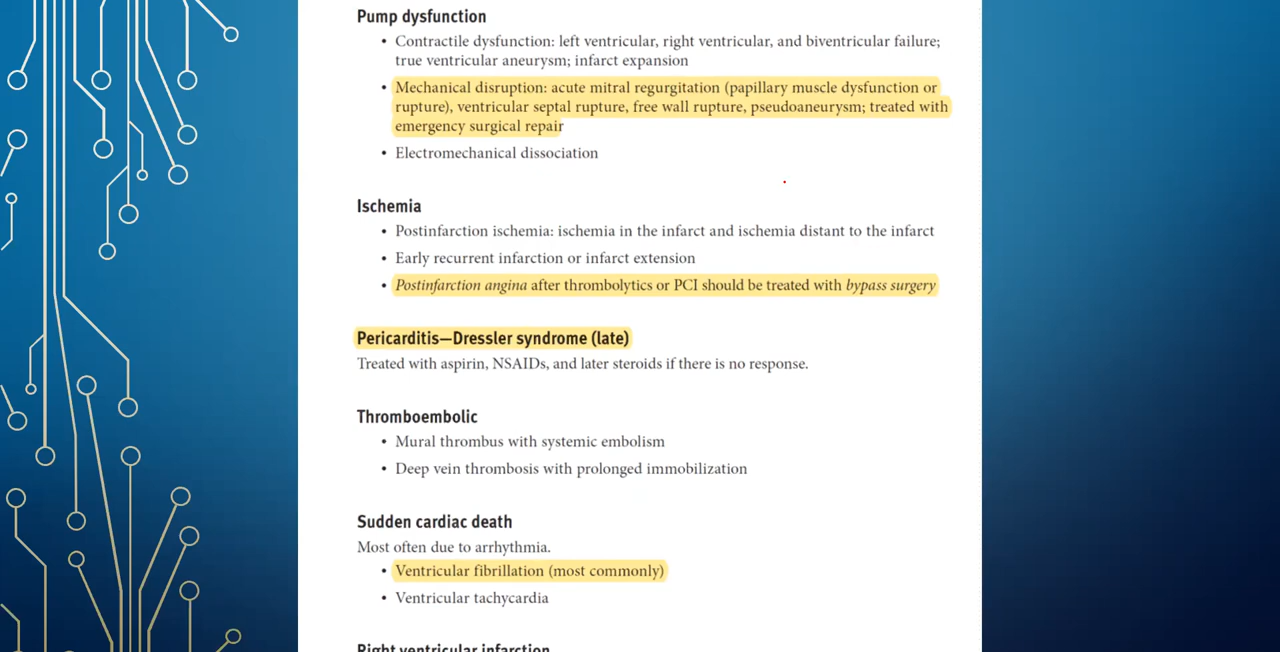 Pump dysfunction
• Contractile dysfunction: left ventricular, right ventricular, and biventricular failure;
true ventricular aneurysm; infarct expansion
• Mechanical disruption: acute mitral regurgitation (papillary muscle dysfunction or
rupture), ventricular septal rupture, free wall rupture, pseudoaneurysm; treated with
emergency surgical repair
• Electromechanical dissociation
Ischemia
• Postinfarction ischemia: ischemia in the infarct and ischemia distant to the infarct
• Early recurrent infarction or infarct extension
• Postinfarction angina after thrombolytics or PCI should be treated with bypass surgery
Pericarditis—Dressler syndrome (late)
Treated with aspirin, NSAIDs, and later steroids if there is no response.
Thromboembolic
• Mural thrombus with systemic embolism
• Deep vein thrombosis with prolonged immobilization
Sudden cardiac death
Most often due to arrhythmia.
• Ventricular fibrillation (most commonly)
• Ventricular tachycardia
Right ventricular infarction